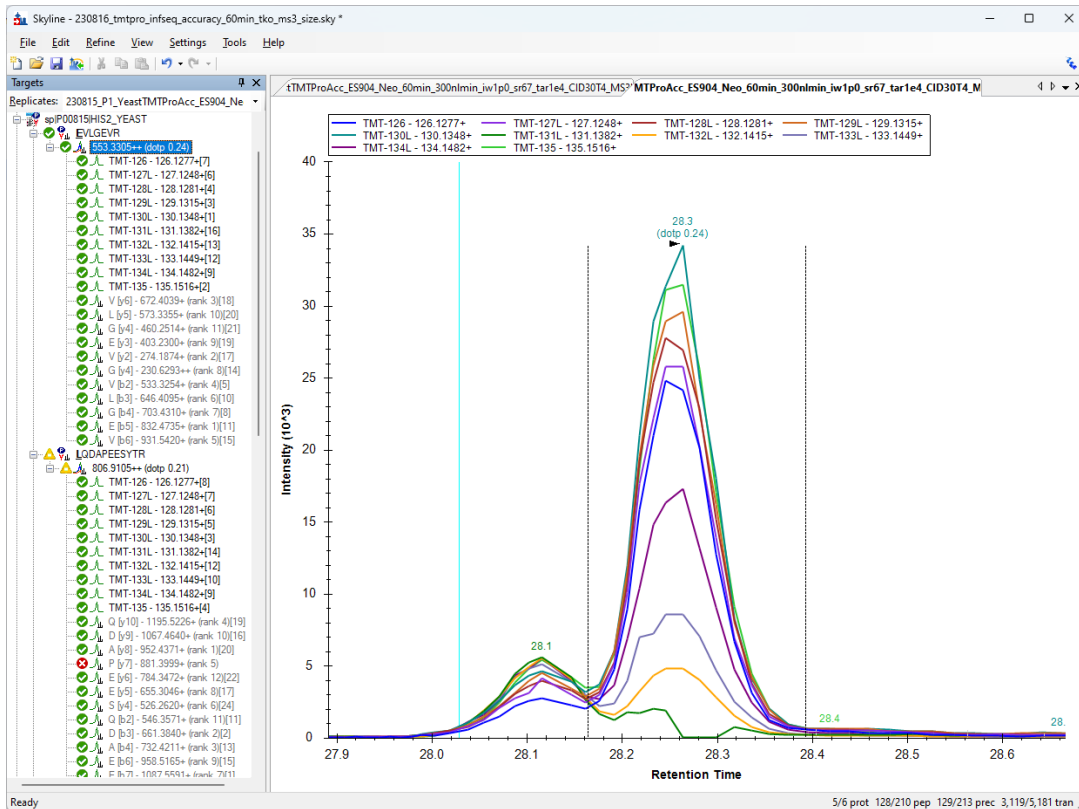 Skyline - 230816_tmtpro_infseq_accuracy_60min_tko_ms3_size.sky *
File Edit Refine View Settings Tools Help
Targets
Replicates: 230815_P1_YeastTMTProAcc_ES904_Ne
sp|P00815|HIS2_YEAST
EVLGEVR
553.3305++ (dotp 0.24)
TMT-126 - 126.1277+[7]
TMT-127L - 127.1248+[6]
TMT-128L - 128.1281+[4]
TMT-129L - 129.1315+[3]
TMT-130L - 130.1348+[1]
TMT-131L - 131.1382+[16]
TMT-132L - 132.1415+[13]
TMT-133L - 133.1449+[12]
TMT-134L - 134.1482+[9]
TMT-135 - 135.1516+[2]
V [y6] - 672.4039+ (rank 3)[18]
L [y5] - 573.3355+ (rank 10)[20]
G [y4] - 460.2514+ (rank 11)[21]
E [y3] - 403.2300+ (rank 9)[19]
V [y2] - 274.1874+ (rank 2)[17]
G [y4] - 230.6293++ (rank 8)[14]
V [b2] - 533.3254+ (rank 4)[5]
L [b3] - 646.4095+ (rank 6)[10]
G [b4] - 703.4310+ (rank 7)[8]
E [b5] - 832.4735+ (rank 1)[11]
V [b6] - 931.5420+ (rank 5)[15]
LQDAPEESYTR
806.9105++ (dotp 0.21)
TMT-126 - 126.1277+[8]
TMT-127L - 127.1248+[7]
TMT-128L - 128.1281+[6]
TMT-129L - 129.1315+[5]
TMT-130L - 130.1348+[3]
TMT-131L - 131.1382+[14]
TMT-132L - 132.1415+[12]
TMT-133L - 133.1449+[10]
TMT-134L - 134.1482+[9]
TMT-135 - 135.1516+[4]
Q [y10] - 1195.5226+ (rank 4)[19]
D [y9] - 1067.4640+ (rank 10)[16]
A [y8] - 952.4371+ (rank 1)[20]
P [y7] - 881.3999+ (rank 5)
E [y6] - 784.3472+ (rank 12)[22]
E [y5] - 655.3046+ (rank 8)[17]
S [y4] - 526.2620+ (rank 6)[24]
Q [b2] - 546.3571+ (rank 11)[11]
D [b3] - 661.3840+ (rank 2)[2]
A [b4] - 732.4211+ (rank 3)[13]
E [b6] - 958.5165+ (rank 9)[15]
E [b7] - 1087.5591+ (rank 7)[1]
tTMTProAcc_ES904_Neo_60min_300nlmin_iw1p0_sr67_tar1e4_CID30T4_MS3
MTProAcc_ES904_Neo_60min_300nlmin_iw1p0_sr67_tar1e4_CID30T4_M
TMT-126 - 126.1277+ TMT-127L - 127.1248+ TMT-128L - 128.1281+ TMT-129L - 129.1315+
TMT-130L - 130.1348+ TMT-131L - 131.1382+ TMT-132L - 132.1415+ TMT-133L - 133.1449+
TMT-134L - 134.1482+ TMT-135 - 135.1516+
Intensity (10^3)
40
35
30
25
20
15
10
5
0
28.3
(dotp 0.24)
28.1
28.4
28.
27.9 28.0 28.1 28.2 28.3 28.4 28.5 28.6
Retention Time
Ready
5/6 prot 128/210 pep 129/213 prec 3,119/5,181 tran